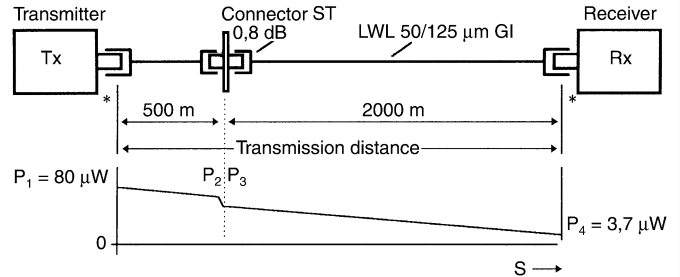 Transmitter
Connector ST
Receiver
0,8 dB
LWL 50/125 µm GI
Tx
Rx
*
*
500 m
2000 m
Transmission distance
P1 = 80 µW
P2
P3
P4 = 3,7 µW
0
S